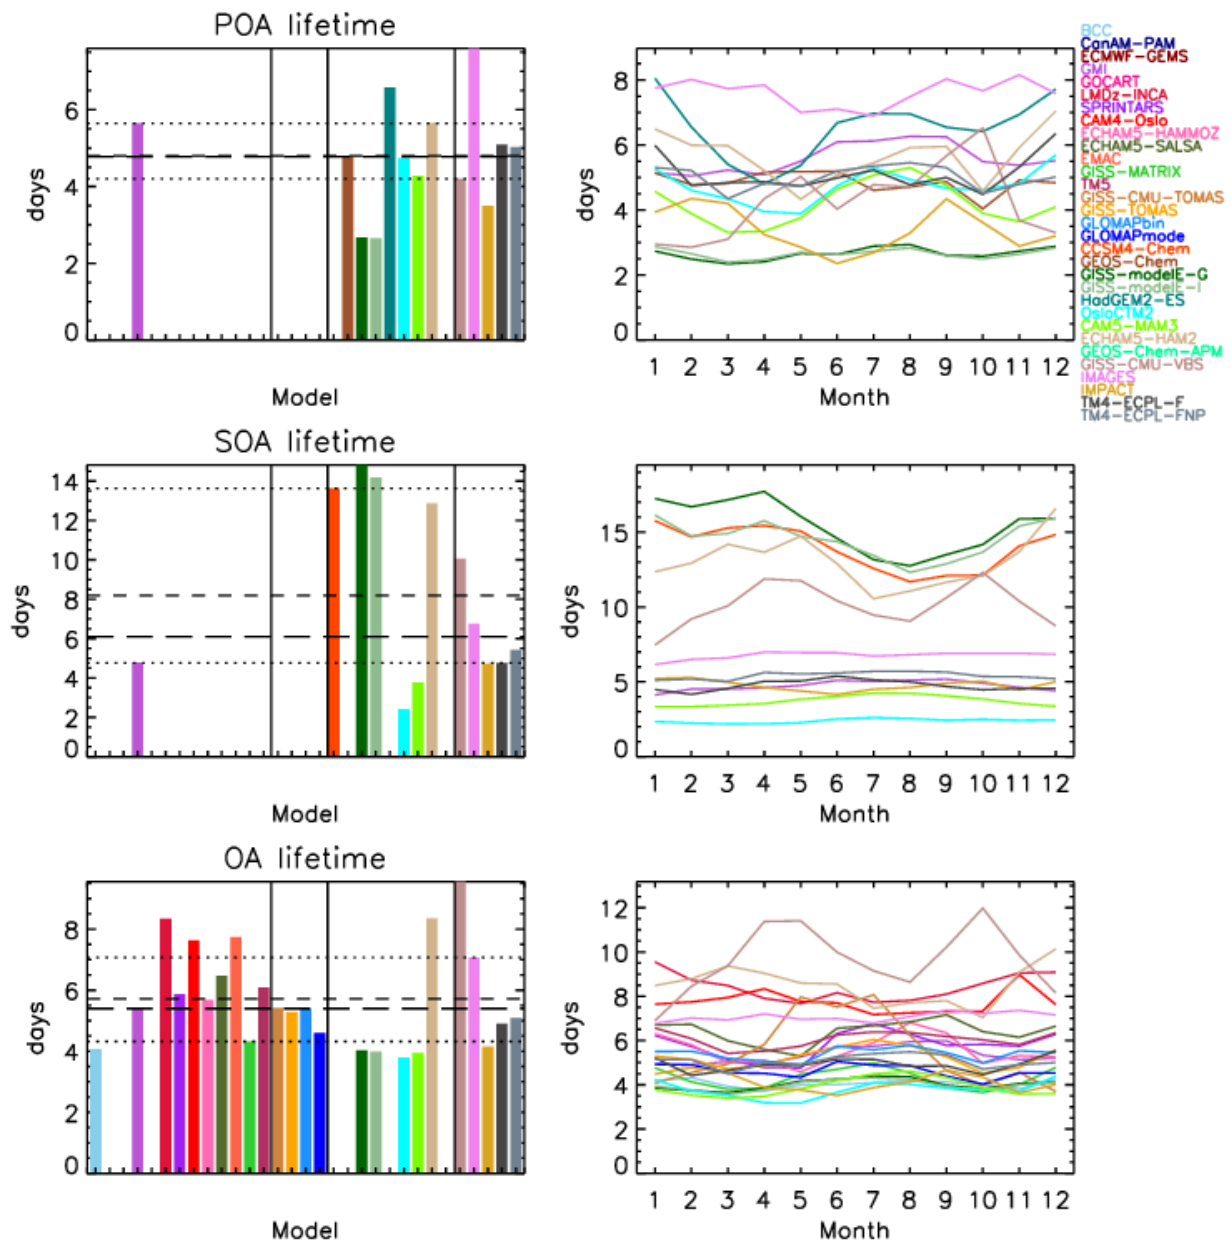 POA lifetime
6
4
2
0
days
Model
8
6
4
2
0
days
1 2 3 4 5 6 7 8 9 10 11 12
Month
BCC
CanAM-PAM
ECMWF-GEMS
GMI
GOCART
LMDz-INCA
SPRINTARS
CAM4-Oslo
ECHAM5-HAMMOZ
ECHAM5-SALSA
EMAC
GISS-MATRIX
TM5
GISS-CMU-TOMAS
GISS-TOMAS
GLOMAPbin
GLOMAPmode
CCSM4-Chem
GEOS-Chem
GISS-modelE-G
GISS-modelE-I
HadGEM2-ES
OsloCTM2
CAM5-MAM3
ECHAM5-HAM2
GEOS-Chem-APM
GISS-CMU-VBS
IMAGES
IMPACT
TM4-ECPL-F
TM4-ECPL-FNP
SOA lifetime
14
12
10
8
6
4
2
0
days
Model
15
10
5
0
days
1 2 3 4 5 6 7 8 9 10 11 12
Month
OA lifetime
8
6
4
2
0
days
Model
12
10
8
6
4
2
0
days
1 2 3 4 5 6 7 8 9 10 11 12
Month